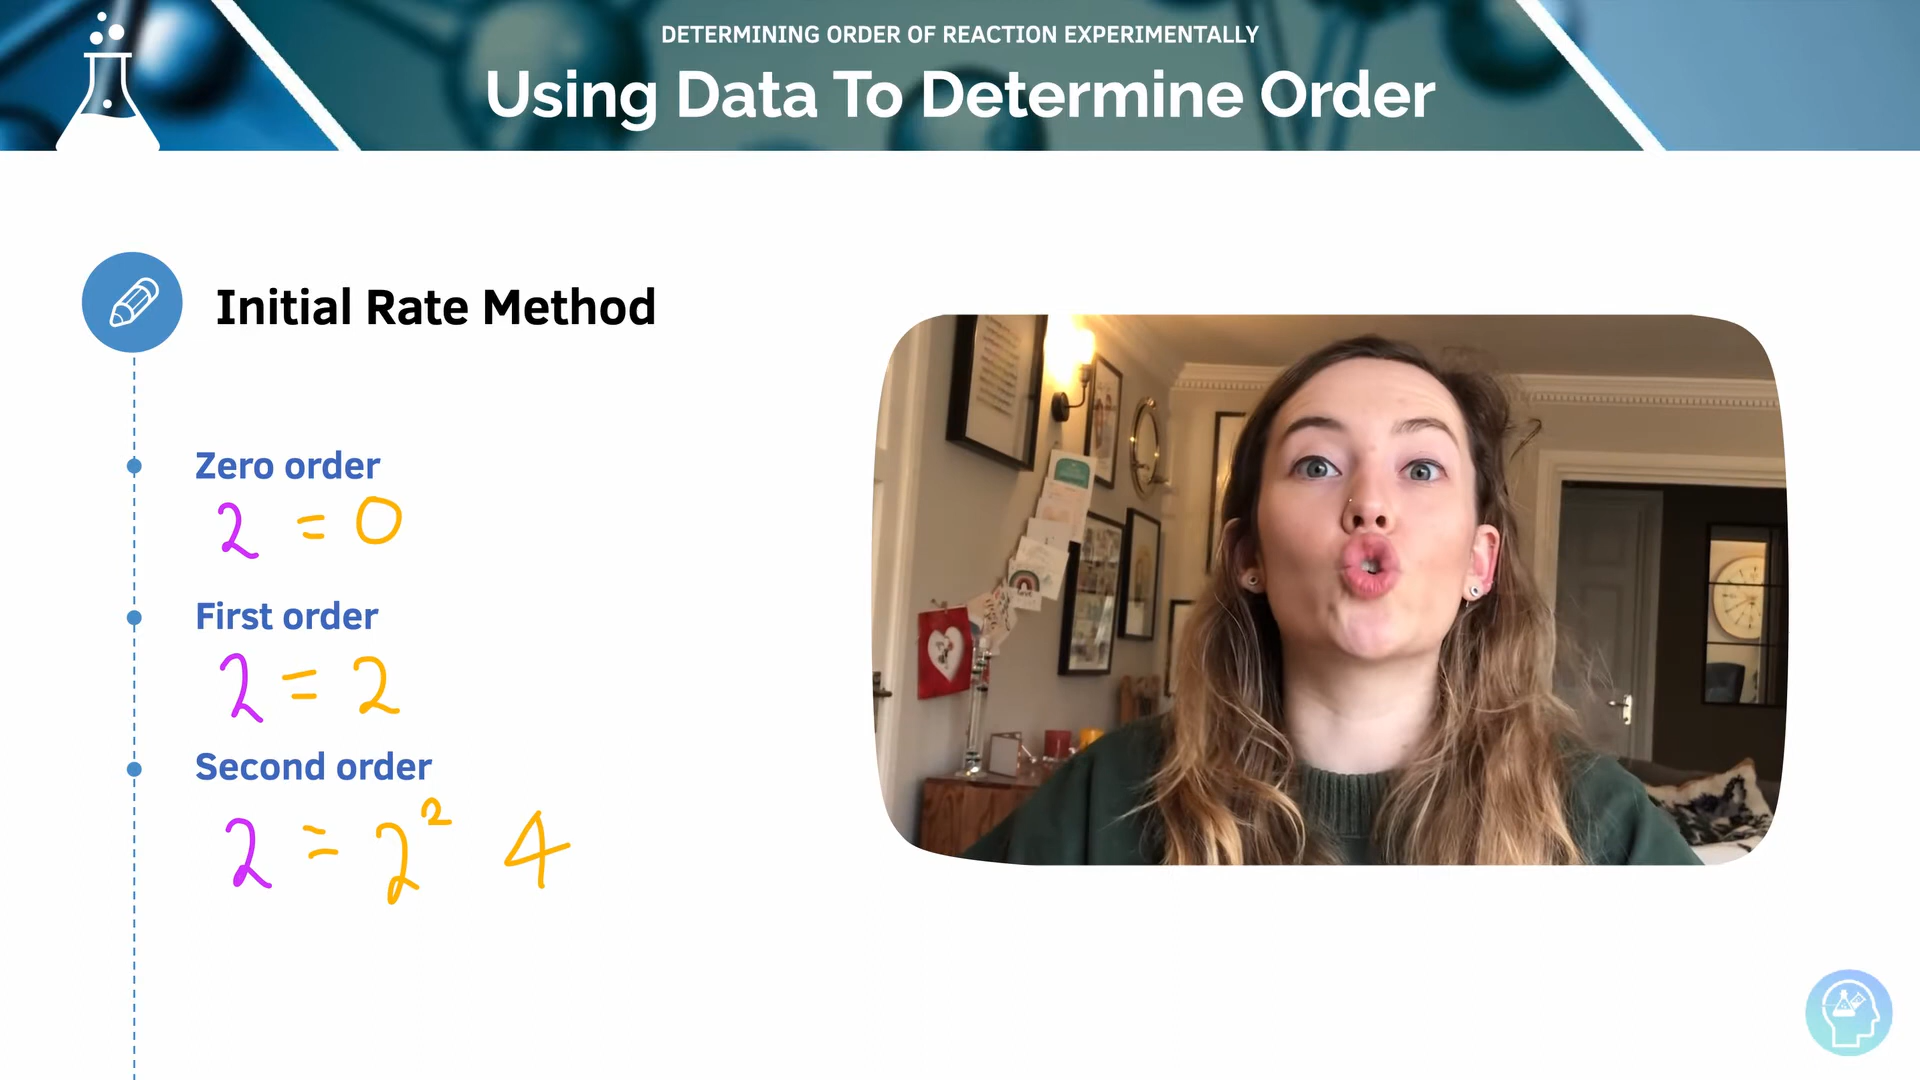 DETERMINING ORDER OF REACTION EXPERIMENTALLY
Using Data To Determine Order
Initial Rate Method
Zero order
2 = 0
First order
2 = 2
Second order
2 = 2² 4